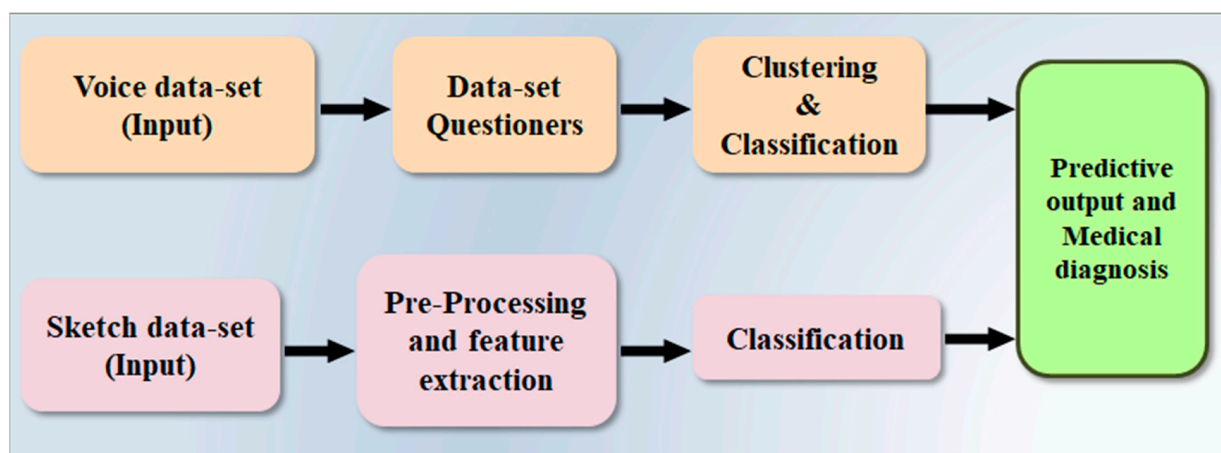 Voice data-set
(Input)
Data-set
Questioners
Clustering
&
Classification
Predictive
output and
Medical
diagnosis
Sketch data-set
(Input)
Pre-Processing
and feature
extraction
Classification